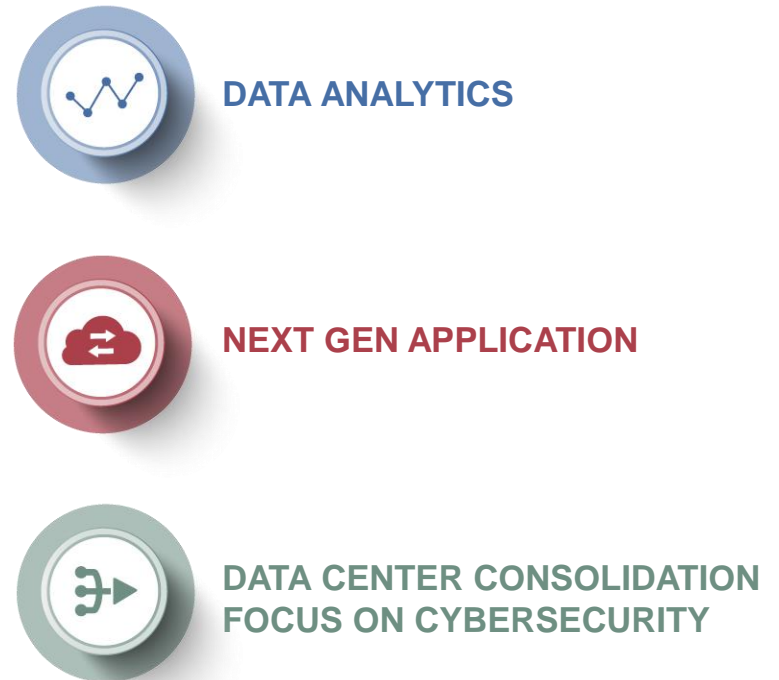 DATA ANALYTICS
NEXT GEN APPLICATION
DATA CENTER CONSOLIDATION
FOCUS ON CYBERSECURITY